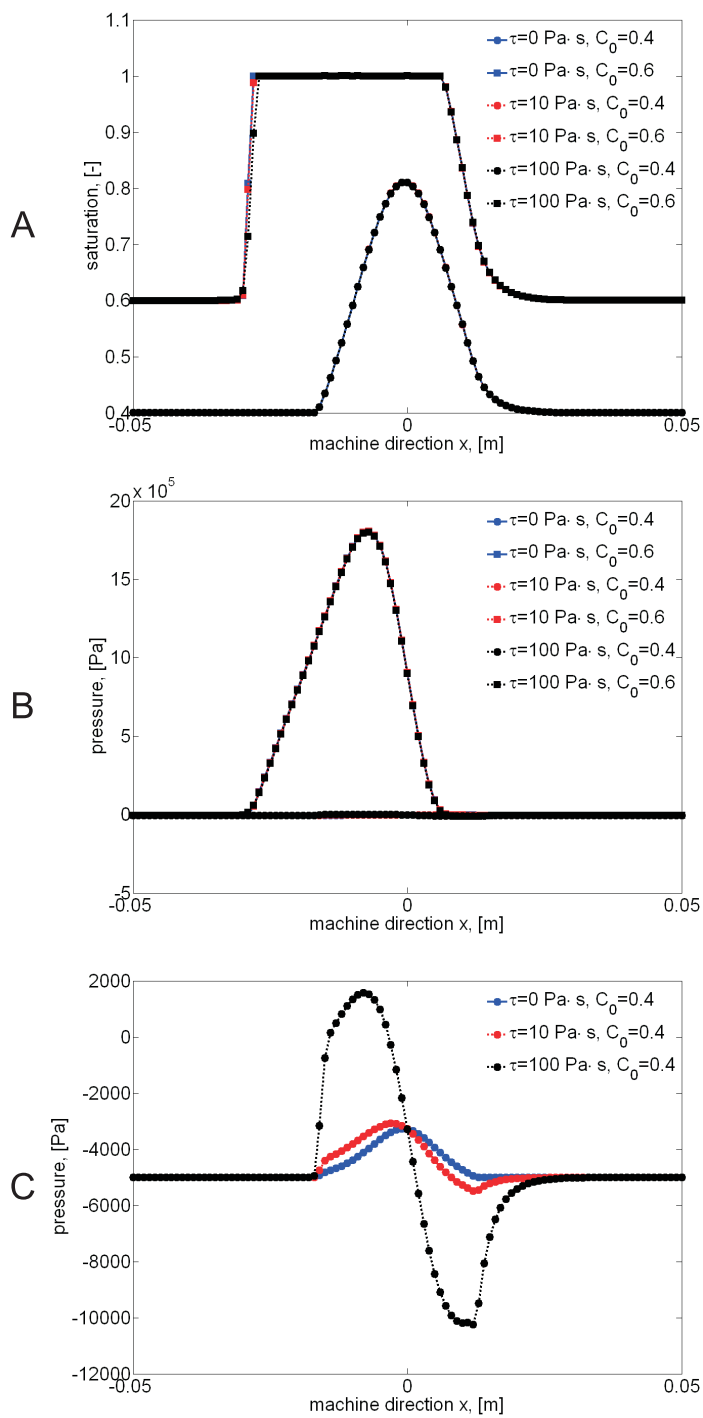 A
1.1
1
0.9
0.8
0.7
0.6
0.5
0.4
saturation, [-]
τ=0 Pa· s, C0=0.4
τ=0 Pa· s, C0=0.6
τ=10 Pa· s, C0=0.4
τ=10 Pa· s, C0=0.6
τ=100 Pa· s, C0=0.4
τ=100 Pa· s, C0=0.6
-0.05
0
0.05
machine direction x, [m]
B
x 10^5
20
15
10
5
0
-5
pressure, [Pa]
τ=0 Pa· s, C0=0.4
τ=0 Pa· s, C0=0.6
τ=10 Pa· s, C0=0.4
τ=10 Pa· s, C0=0.6
τ=100 Pa· s, C0=0.4
τ=100 Pa· s, C0=0.6
-0.05
0
0.05
machine direction x, [m]
C
2000
0
-2000
-4000
-6000
-8000
-10000
-12000
pressure, [Pa]
τ=0 Pa· s, C0=0.4
τ=10 Pa· s, C0=0.4
τ=100 Pa· s, C0=0.4
-0.05
0
0.05
machine direction x, [m]